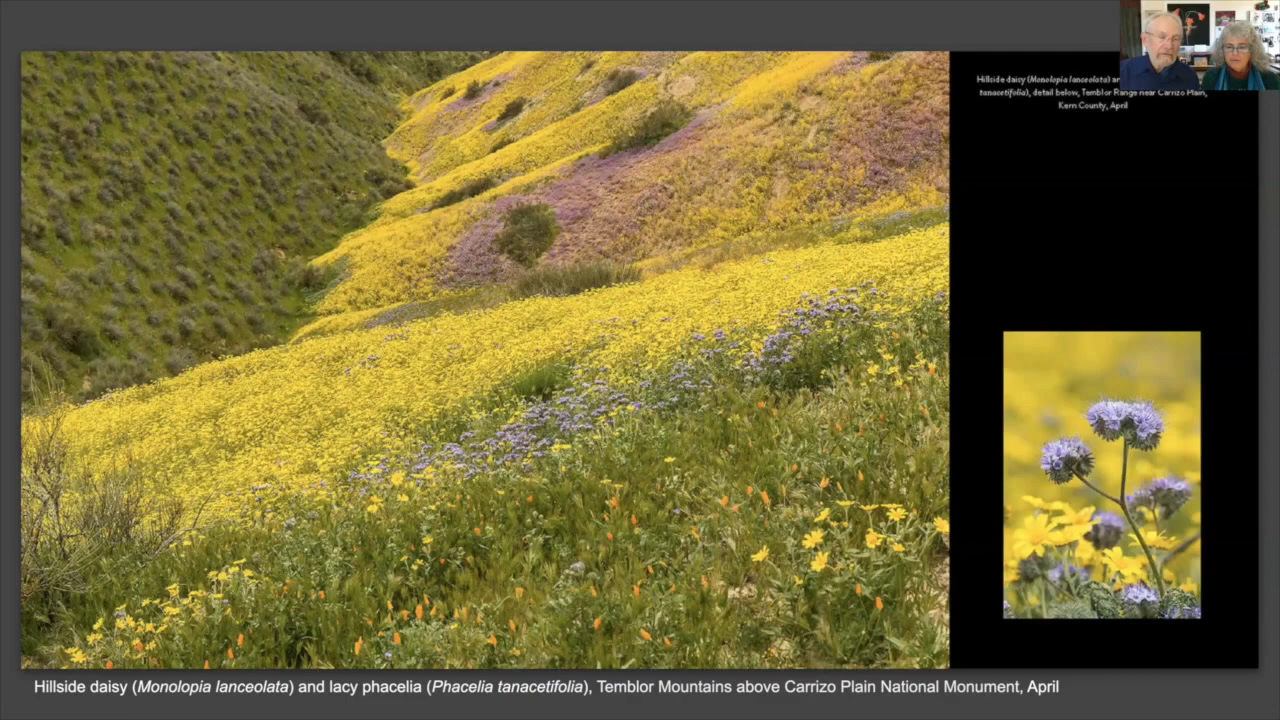 Hillside daisy (Monolopia lanceolata) an
tanacetifolia), detail below, Temblor Range near Carrizo Plain,
Kern County, April
Hillside daisy (Monolopia lanceolata) and lacy phacelia (Phacelia tanacetifolia), Temblor Mountains above Carrizo Plain National Monument, April